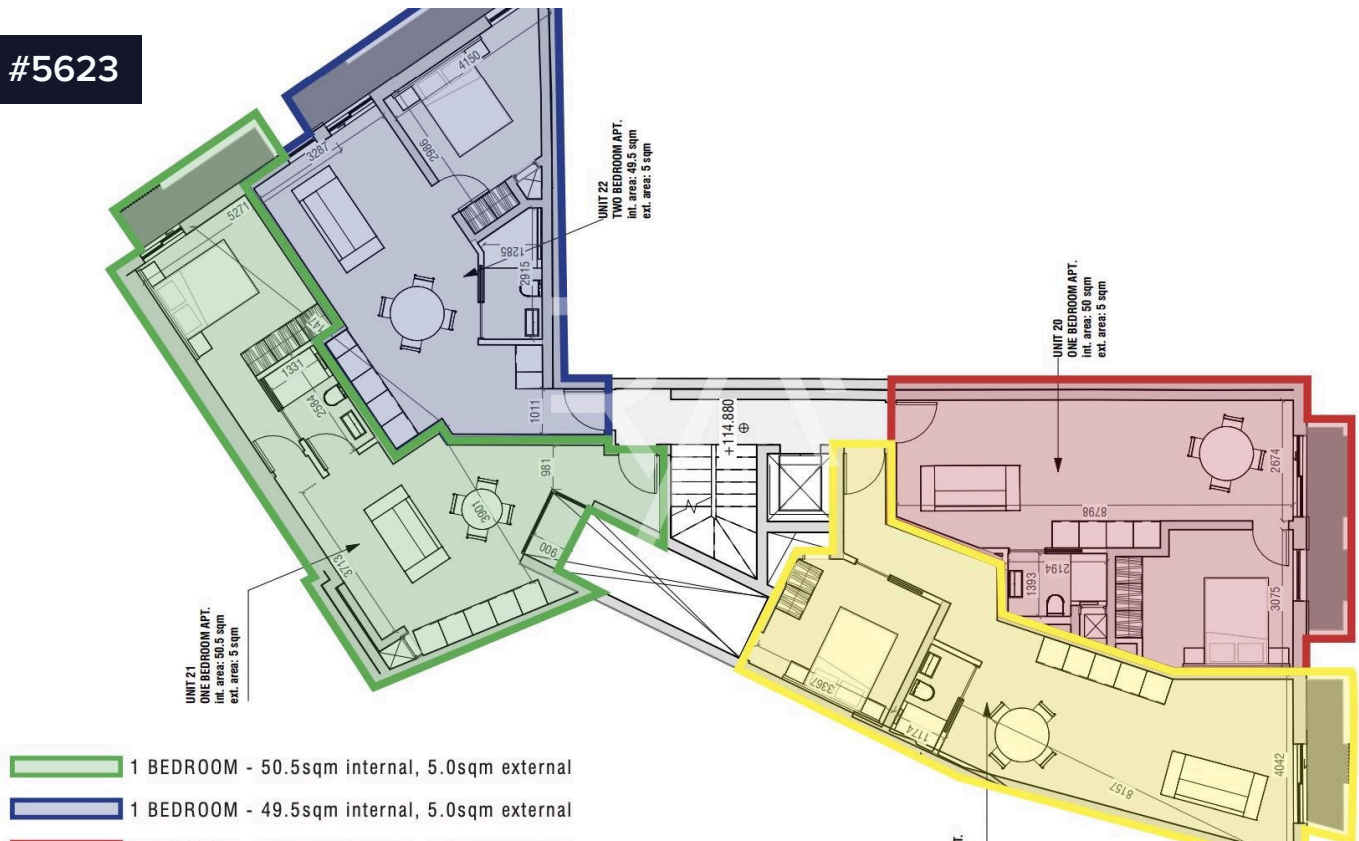 #5623
4150
3287
2986
5271
UNIT 22
TWO BEDROOM APT.
int. area: 49.5 sqm
ext. area: 5 sqm
1285
2915
147
1331
2584
1011
UNIT 20
ONE BEDROOM APT.
int. area: 50 sqm
ext. area: 5 sqm
+114.880
981
3901
900
3713
2674
8798
1393
2194
3075
UNIT 21
ONE BEDROOM APT.
int. area: 50.5 sqm
ext. area: 5 sqm
3367
1174
4042
8157
1 BEDROOM - 50.5sqm internal, 5.0sqm external
1 BEDROOM - 49.5sqm internal, 5.0sqm external